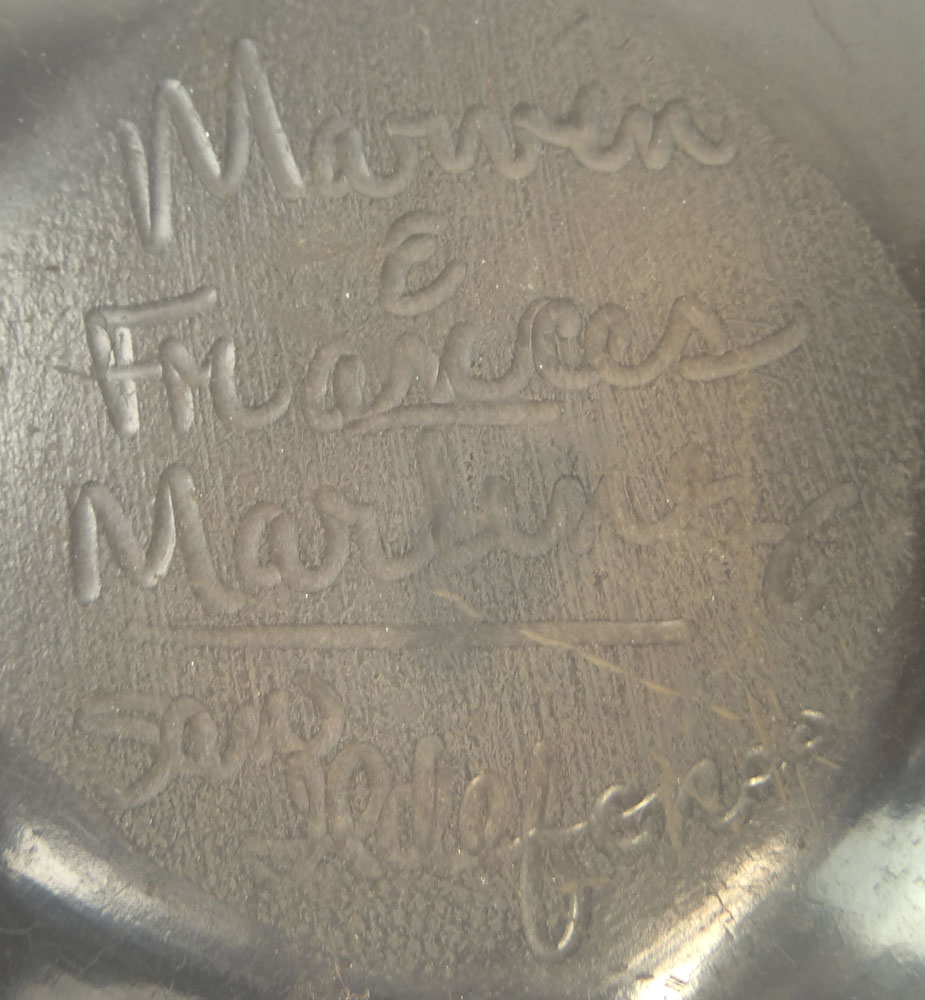 Marvin
&
Frances
Martinez
San
Ildefonso